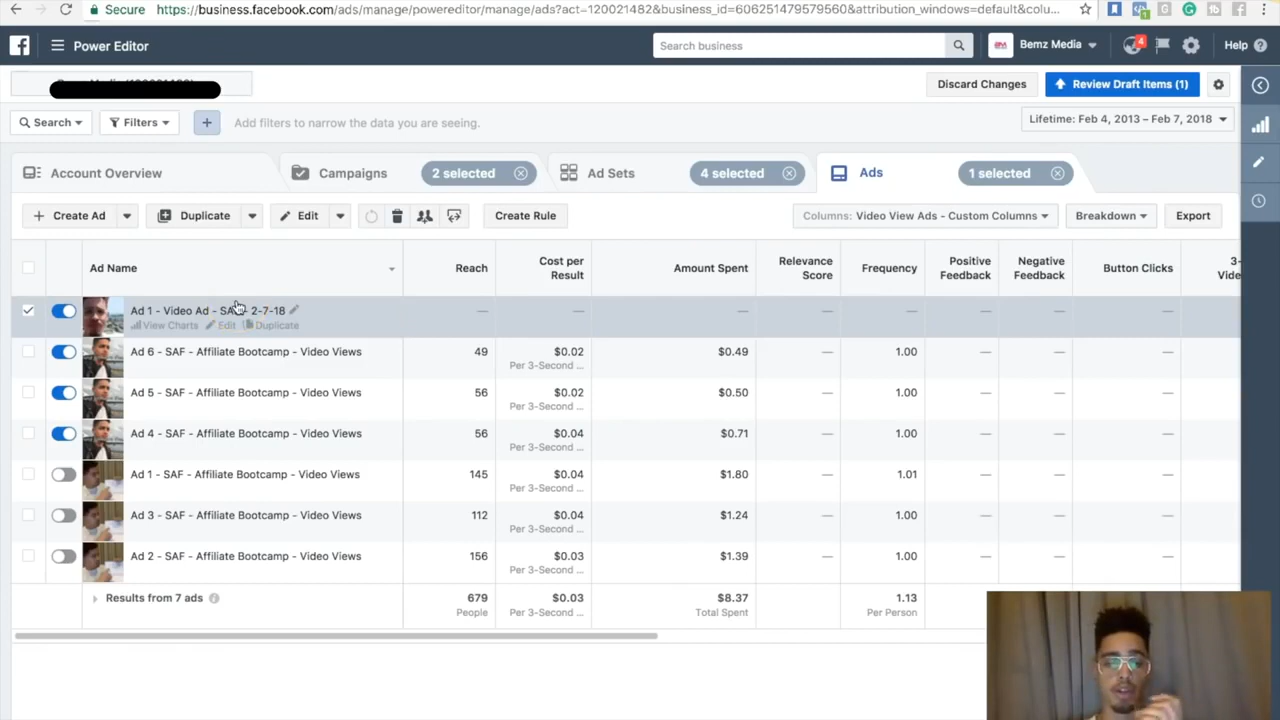 Secure
https://business.facebook.com/ads/manage/powereditor/manage/ads?act=120021482&business_id=606251479579560&attribution_windows=default&colu...
Power Editor
Search business
Bemz Media
4
Help
Discard Changes
Review Draft Items (1)
Search
Filters
Add filters to narrow the data you are seeing.
Lifetime: Feb 4, 2013 – Feb 7, 2018
Account Overview
Campaigns
2 selected
Ad Sets
4 selected
Ads
1 selected
Create Ad
Duplicate
Edit
Create Rule
Columns: Video View Ads - Custom Columns
Breakdown
Export
Ad Name
Reach
Cost per Result
Amount Spent
Relevance Score
Frequency
Positive Feedback
Negative Feedback
Button Clicks
3-
Vide...
Ad 1 - Video Ad - SAF - 2-7-18
— — — — — — — —
View Charts Edit Duplicate
Ad 6 - SAF - Affiliate Bootcamp - Video Views 49 $0.02 $0.49 — 1.00 — — —
Per 3-Second ...
Ad 5 - SAF - Affiliate Bootcamp - Video Views 56 $0.02 $0.50 — 1.00 — — —
Per 3-Second ...
Ad 4 - SAF - Affiliate Bootcamp - Video Views 56 $0.04 $0.71 — 1.00 — — —
Per 3-Second ...
Ad 1 - SAF - Affiliate Bootcamp - Video Views 145 $0.04 $1.80 — 1.01 — — —
Per 3-Second ...
Ad 3 - SAF - Affiliate Bootcamp - Video Views 112 $0.04 $1.24 — 1.00 — — —
Per 3-Second ...
Ad 2 - SAF - Affiliate Bootcamp - Video Views 156 $0.03 $1.39 — 1.00 — — —
Per 3-Second ...
Results from 7 ads 679 $0.03 $8.37 1.13
People Per 3-Second ... Total Spent Per Person